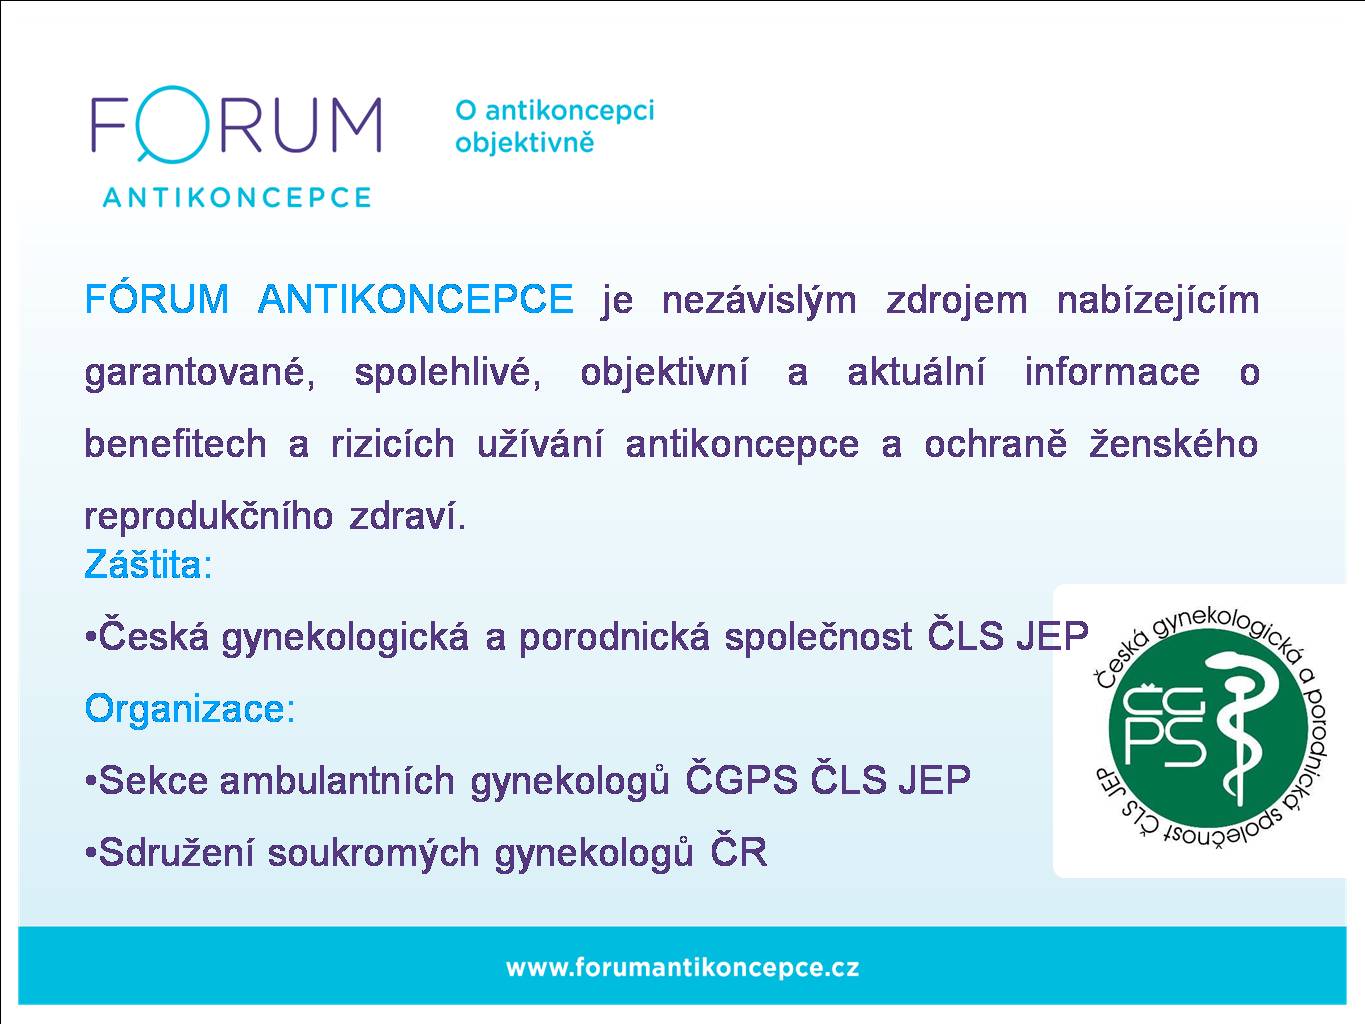 FORUM
ANTIKONCEPCE
O antikoncepci
objektivně
FÓRUM ANTIKONCEPCE je nezávislým zdrojem nabízejícím
garantované, spolehlivé, objektivní a aktuální informace o
benefitech a rizicích užívání antikoncepce a ochraně ženského
reprodukčního zdraví.
Záštita:
•Česká gynekologická a porodnická společnost ČLS JEP
Organizace:
•Sekce ambulantních gynekologů ČGPS ČLS JEP
•Sdružení soukromých gynekologů ČR
Česká gynekologická a porodnická společnost ČLS JEP
ČG
PS
www.forumantikoncepce.cz